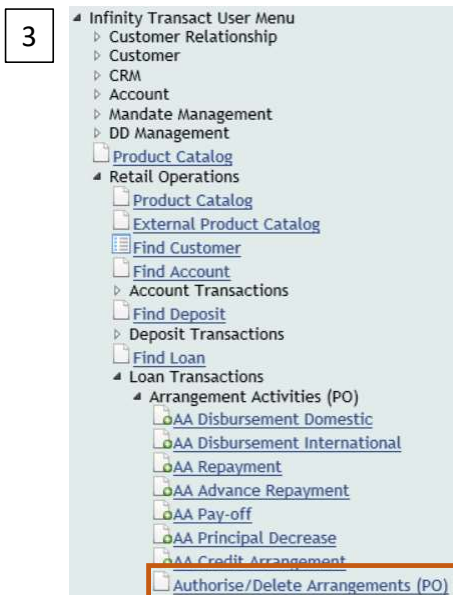 3
Infinity Transact User Menu
Customer Relationship
Customer
CRM
Account
Mandate Management
DD Management
Product Catalog
Retail Operations
Product Catalog
External Product Catalog
Find Customer
Find Account
Account Transactions
Find Deposit
Deposit Transactions
Find Loan
Loan Transactions
Arrangement Activities (PO)
AA Disbursement Domestic
AA Disbursement International
AA Repayment
AA Advance Repayment
AA Pay-off
AA Principal Decrease
AA Credit Arrangement
Authorise/Delete Arrangements (PO)